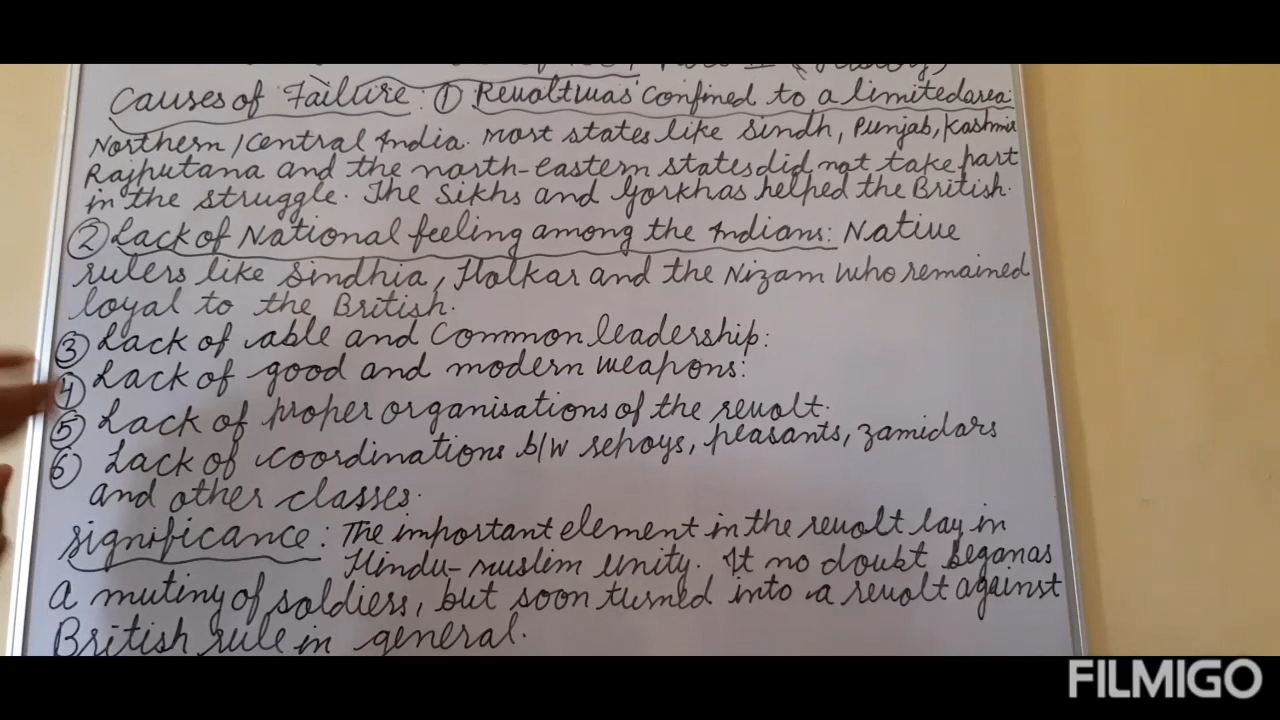 Causes of Failure: ① Revolt was confined to a limited area:
Northern/Central India. Most states like Sindh, Punjab, Kashmir
Rajputana and the north-eastern states did not take part
in the struggle. The Sikhs and Gorkhas helped the British.
② Lack of National feeling among the Indians: Native
rulers like Sindhia, Holkar and the Nizam who remained
loyal to the British.
③ Lack of able and common leadership:
④ Lack of good and modern weapons:
⑤ Lack of proper organisations of the revolt.
⑥ Lack of coordinations b/w sepoys, peasants, zamidars
and other classes.
Significance: The important element in the revolt lay in
Hindu-muslim unity. It no doubt began as
a mutiny of soldiers, but soon turned into a revolt against
British rule in general.
FILMIGO